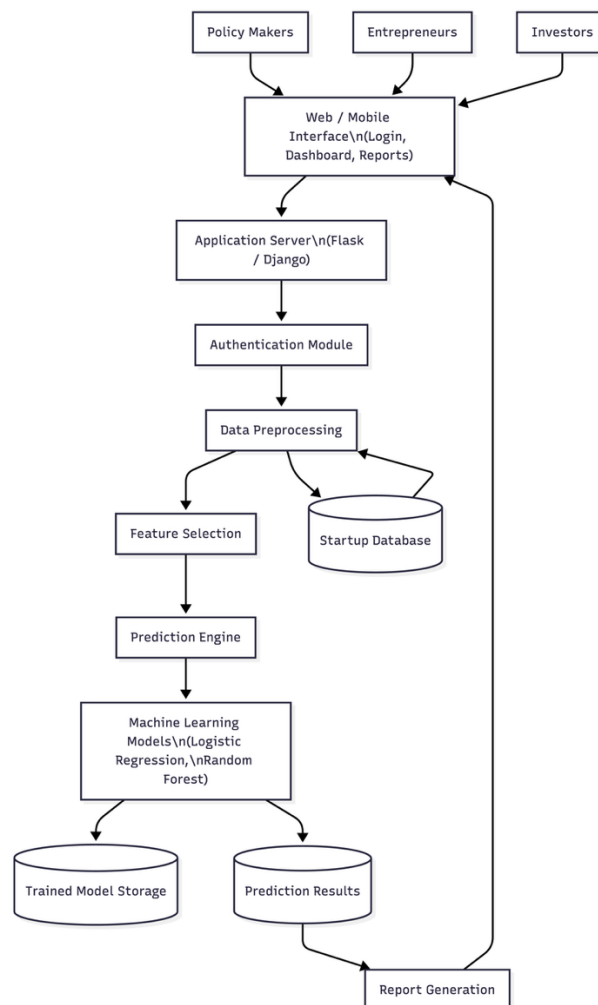 Policy Makers
Entrepreneurs
Investors
Web / Mobile
Interface\n(Login,
Dashboard, Reports)
Application Server\n(Flask
/ Django)
Authentication Module
Data Preprocessing
Feature Selection
Startup Database
Prediction Engine
Machine Learning
Models\n(Logistic
Regression,\nRandom
Forest)
Trained Model Storage
Prediction Results
Report Generation